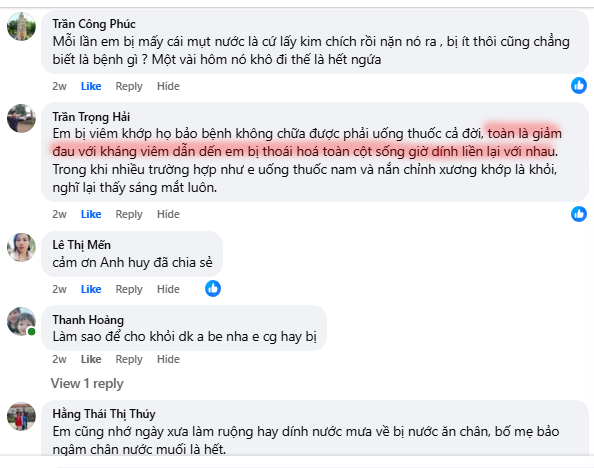 Trần Công Phúc
Mỗi lần em bị mấy cái mụt nước là cứ lấy kim chích rồi nặn nó ra , bị ít thôi cũng chẳng
biết là bệnh gì ? Một vài hôm nó khô đi thế là hết ngứa
2w Like Reply Hide
Trần Trọng Hải
Em bị viêm khớp họ bảo bệnh không chữa được phải uống thuốc cả đời, toàn là giảm
đau với kháng viêm dẫn dến em bị thoái hoá toàn cột sống giờ dính liền lại với nhau.
Trong khi nhiều trường hợp như e uống thuốc nam và nắn chỉnh xương khớp là khỏi,
nghĩ lại thấy sáng mắt luôn.
2w Like Reply Hide
Lê Thị Mến
cảm ơn Anh huy đã chia sẻ
2w Like Reply Hide
Thanh Hoàng
Làm sao để cho khỏi dk a be nha e cg hay bị
2w Like Reply Hide
View 1 reply
Hằng Thái Thị Thúy
Em cũng nhớ ngày xưa làm ruộng hay dính nước mưa về bị nước ăn chân, bố mẹ bảo
ngâm chân nước muối là hết.